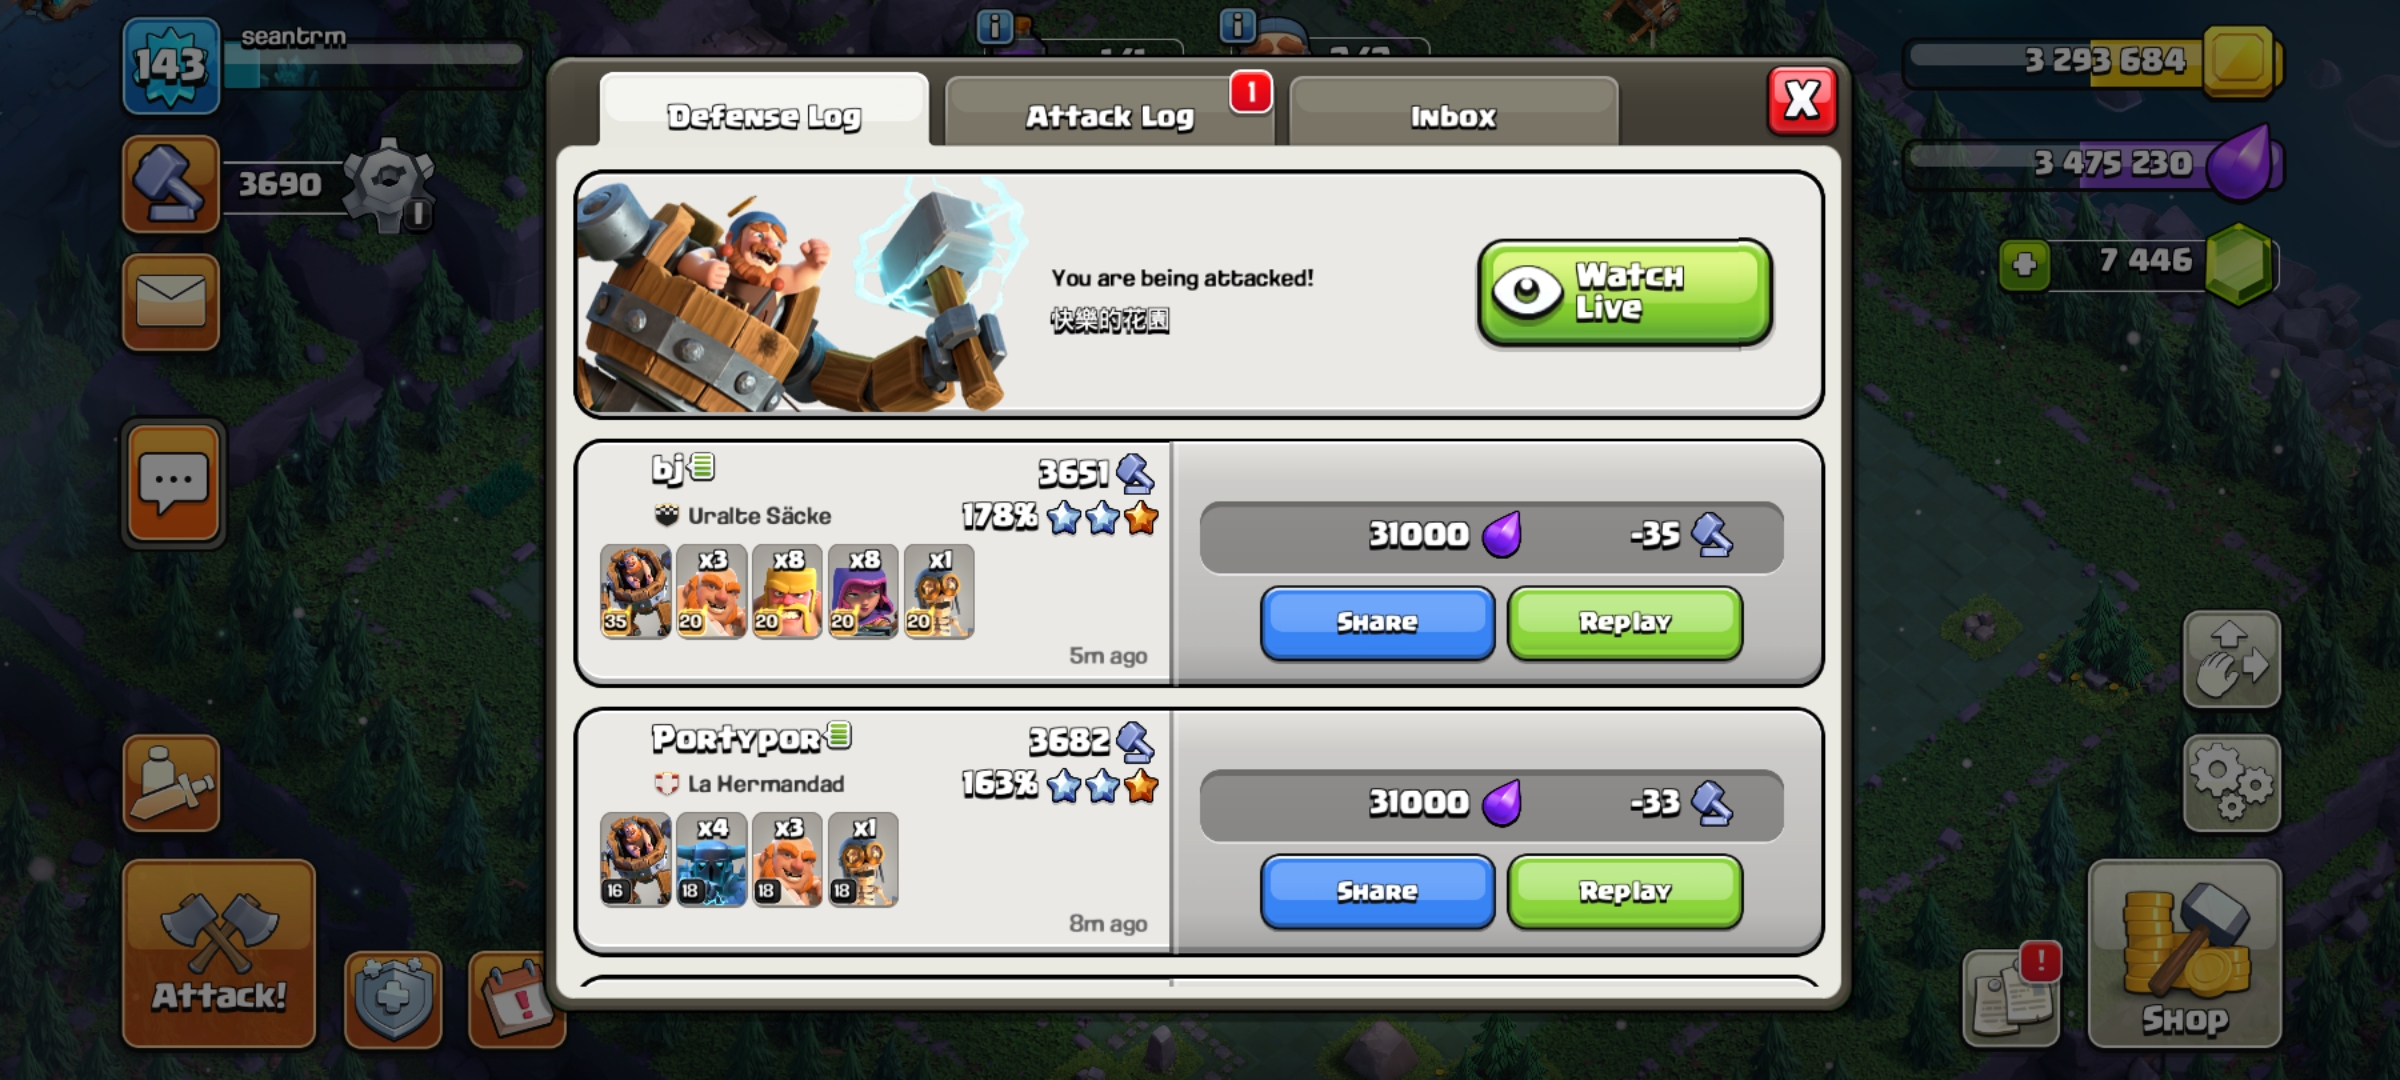 143
seantrm
3690
I
Defense Log
Attack Log
1
Inbox
X
3 293 684
3 475 230
7 446
You are being attacked!
快樂的花園
Watch
Live
bj
3651
Uralte Säcke
178%
x3
x8
x8
x1
35
20
20
20
20
5m ago
31000
-35
Share
Replay
Portypor
3682
La Hermandad
163%
x4
x3
x1
16
18
18
18
8m ago
31000
-33
Share
Replay
Attack!
!
Shop